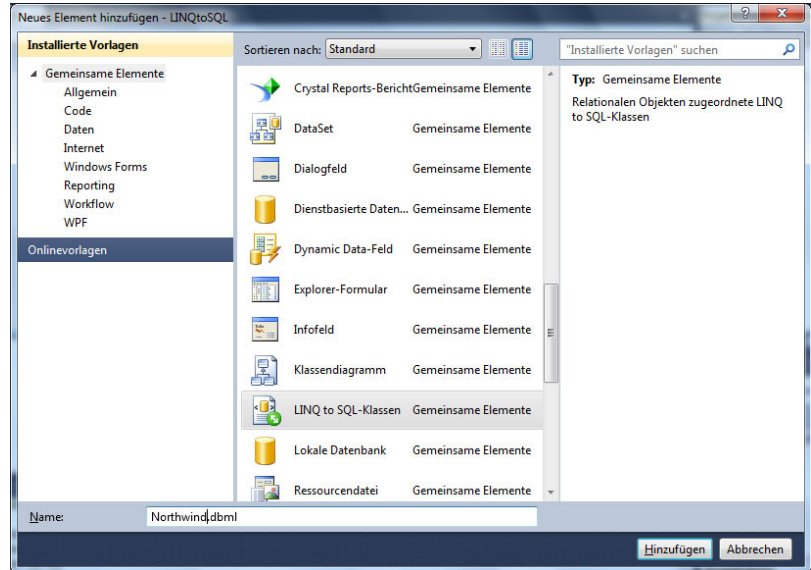 Neues Element hinzufügen - LINQtoSQL
Installierte Vorlagen
Gemeinsame Elemente
Allgemein
Code
Daten
Internet
Windows Forms
Reporting
Workflow
WPF
Onlinevorlagen
Sortieren nach: Standard
Crystal Reports-Bericht Gemeinsame Elemente
DataSet Gemeinsame Elemente
Dialogfeld Gemeinsame Elemente
Dienstbasierte Daten... Gemeinsame Elemente
Dynamic Data-Feld Gemeinsame Elemente
Explorer-Formular Gemeinsame Elemente
Infofeld Gemeinsame Elemente
Klassendiagramm Gemeinsame Elemente
LINQ to SQL-Klassen Gemeinsame Elemente
Lokale Datenbank Gemeinsame Elemente
Ressourcendatei Gemeinsame Elemente
"Installierte Vorlagen" suchen
Typ: Gemeinsame Elemente
Relationalen Objekten zugeordnete LINQ
to SQL-Klassen
Name: Northwind.dbml
Hinzufügen Abbrechen